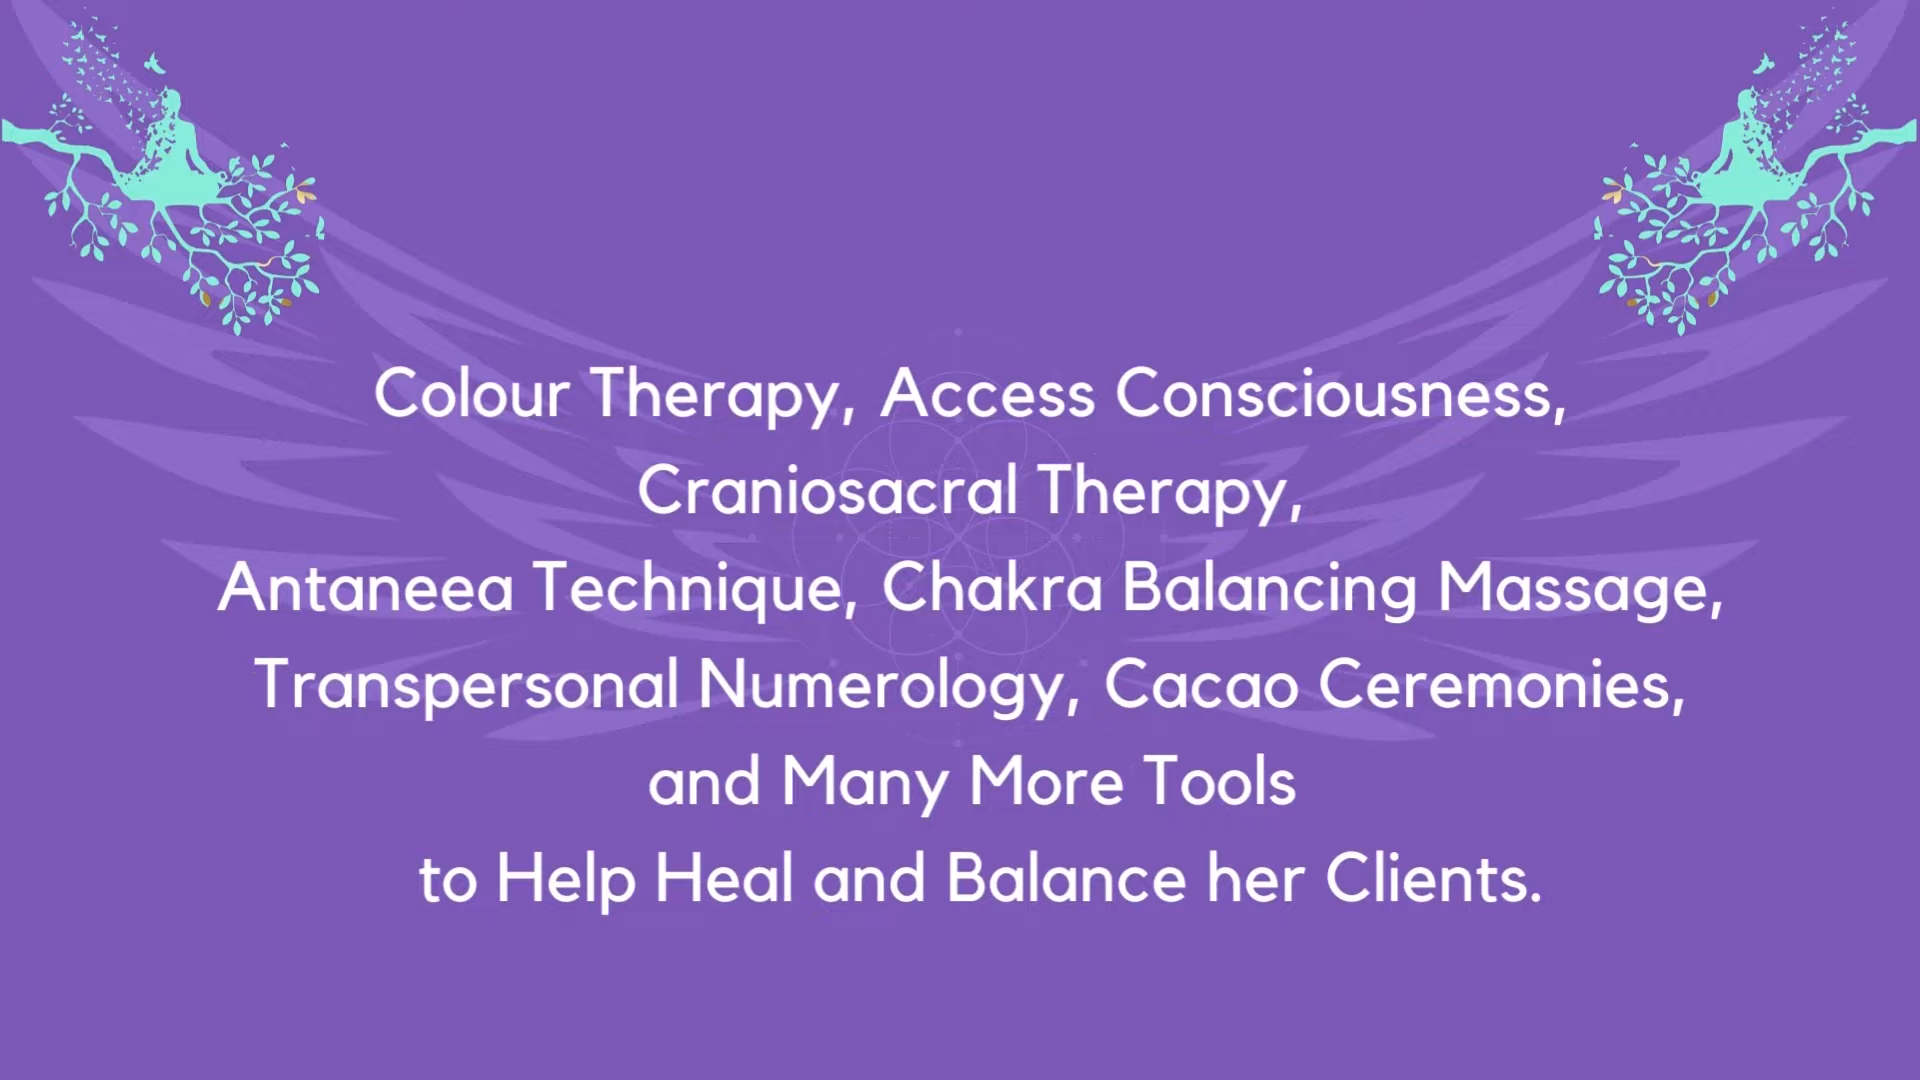 Colour Therapy, Access Consciousness,
Craniosacral Therapy,
Antaneea Technique, Chakra Balancing Massage,
Transpersonal Numerology, Cacao Ceremonies,
and Many More Tools
to Help Heal and Balance her Clients.